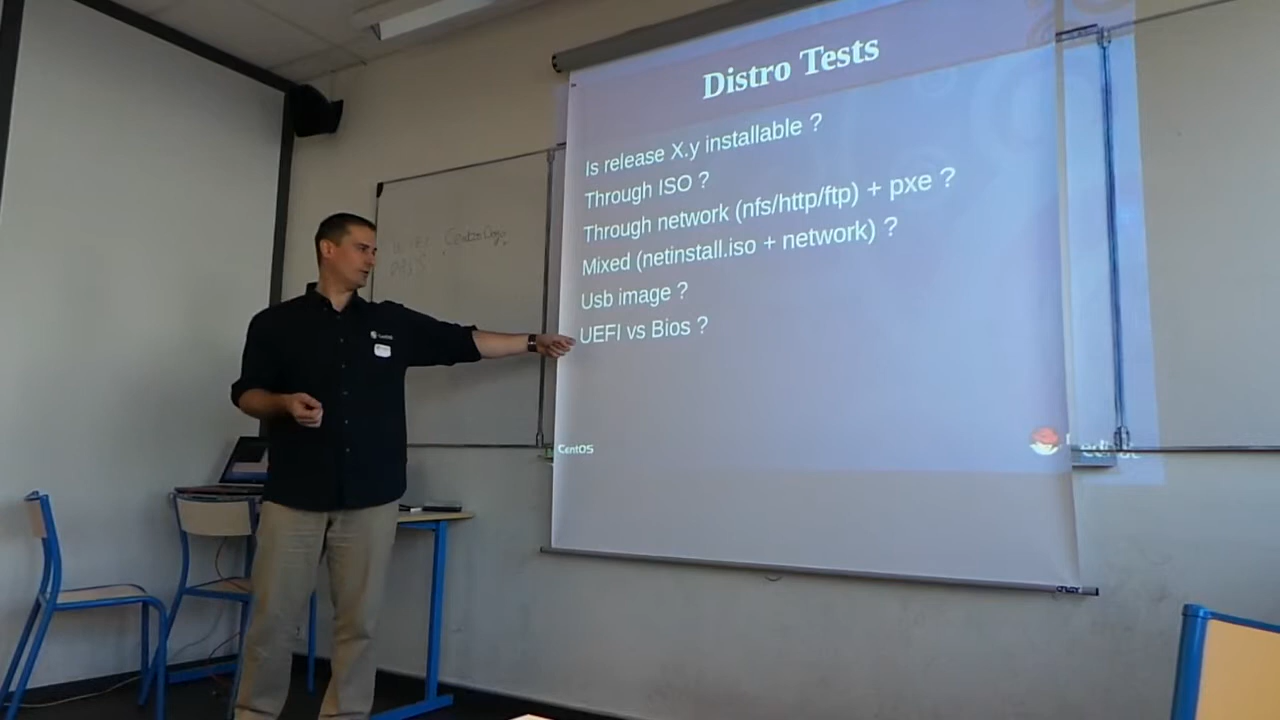 Distro Tests
Is release X.y installable ?
Through ISO ?
Through network (nfs/http/ftp) + pxe ?
Mixed (netinstall.iso + network) ?
Usb image ?
UEFI vs Bios ?
CentOS